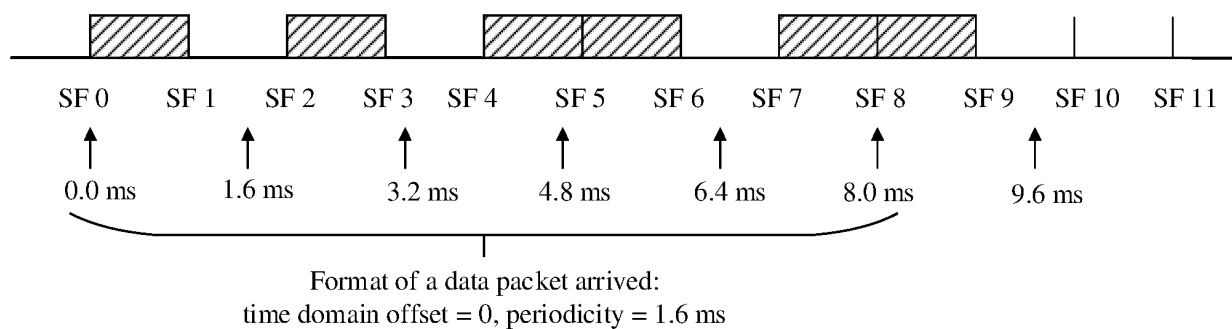 SF 0 SF 1 SF 2 SF 3 SF 4 SF 5 SF 6 SF 7 SF 8 SF 9 SF 10 SF 11
0.0 ms 1.6 ms 3.2 ms 4.8 ms 6.4 ms 8.0 ms 9.6 ms
Format of a data packet arrived:
time domain offset = 0, periodicity = 1.6 ms